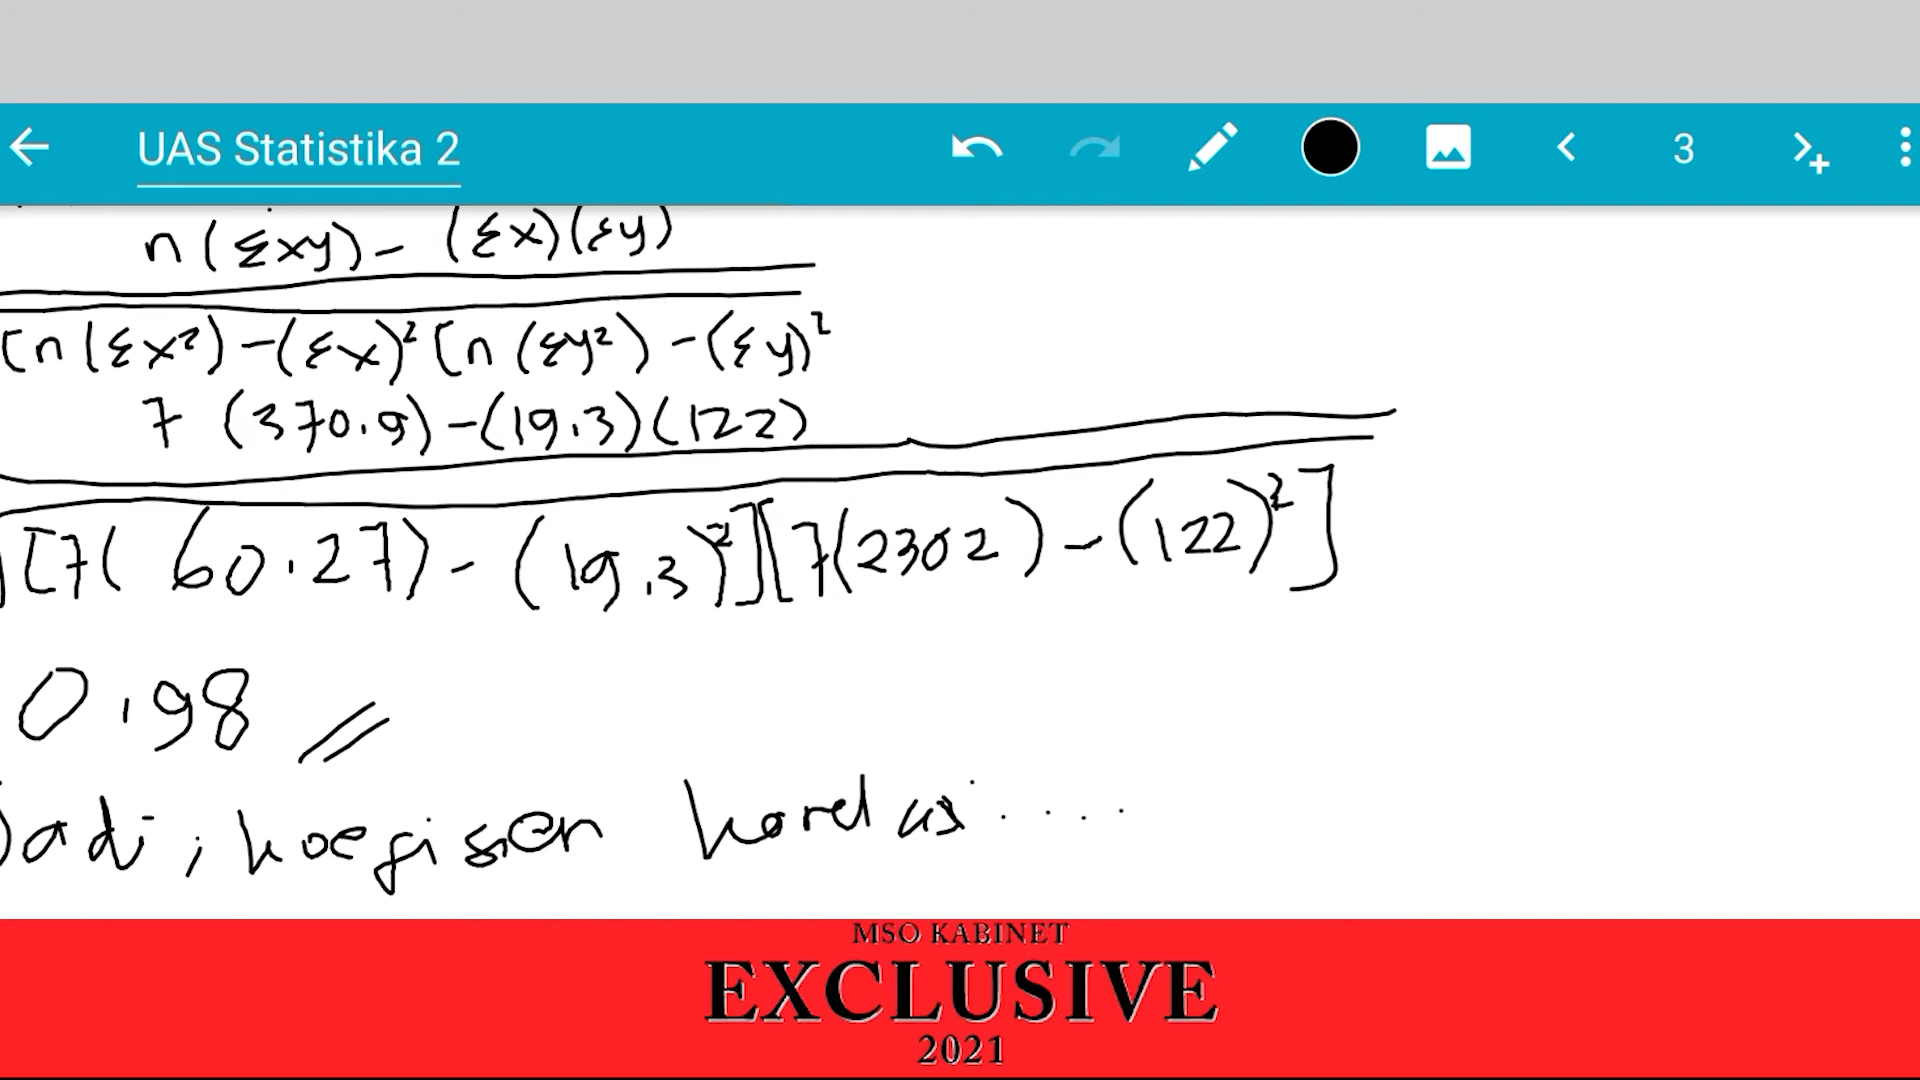 UAS Statistika 2
3
n (Σxy) - (Σx)(Σy)
[n (Σx²) - (Σx)² [n (Σy²) - (Σy)²
7 (370.9) - (19.3)(122)
[7( 60.27) - (19.3)²][7(2302) - (122)²]
0.98
Jadi, koefisien korelasi....
MSO KABINET
EXCLUSIVE
2021